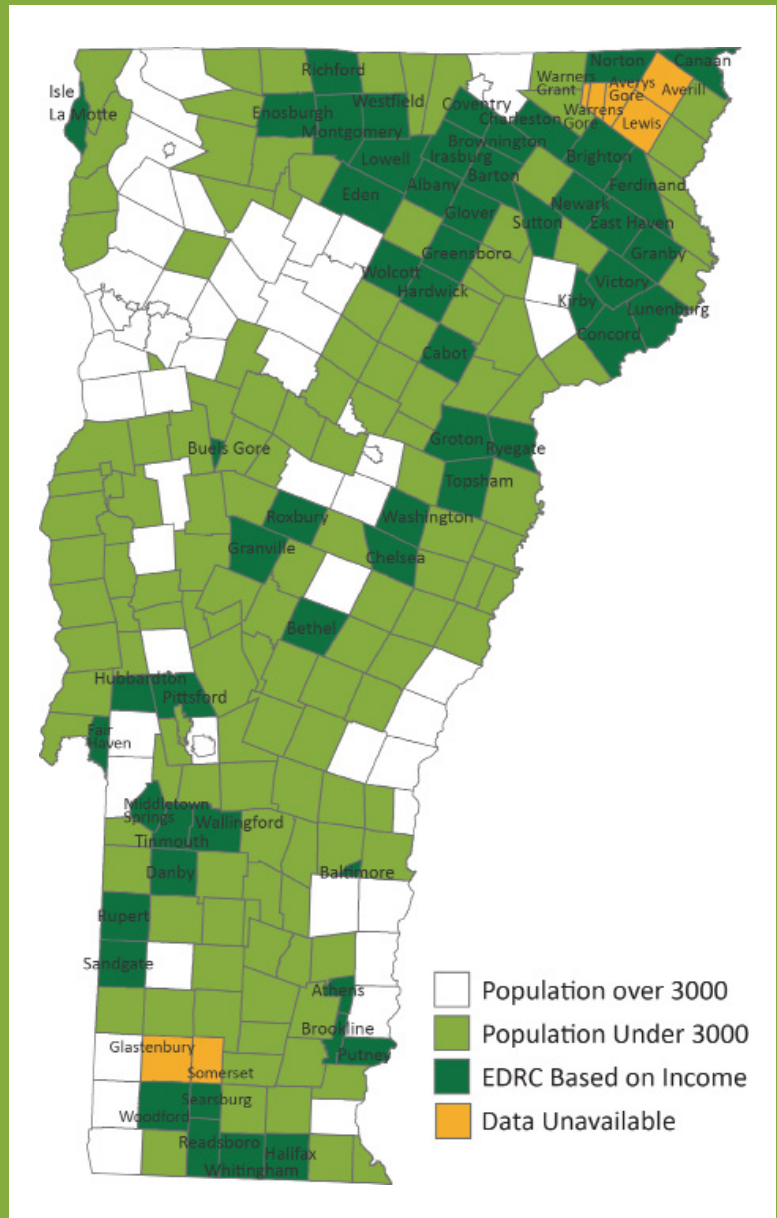 Norton
Canaan
Richford
Isle
La Motte
Warners
Grant
Averys
Gore
Averill
Westfield
Enosburgh
Coventry
Charleston
Warrens
Gore
Lewis
Montgomery
Brownington
Lowell
Irasburg
Brighton
Barton
Eden
Albany
Ferdinand
Newark
Glover
Sutton
East Haven
Greensboro
Granby
Wolcott
Hardwick
Victory
Kirby
Lunenburg
Concord
Cabot
Groton
Ryegate
Buels Gore
Topsham
Roxbury
Washington
Granville
Chelsea
Bethel
Hubbardton
Pittsford
Fair
Haven
Middletown
Springs
Wallingford
Tinmouth
Danby
Baltimore
Rupert
Sandgate
Athens
Brookline
Putney
Glastenbury
Somerset
Searsburg
Woodford
Readsboro
Halifax
Whitingham
Population over 3000
Population Under 3000
EDRC Based on Income
Data Unavailable